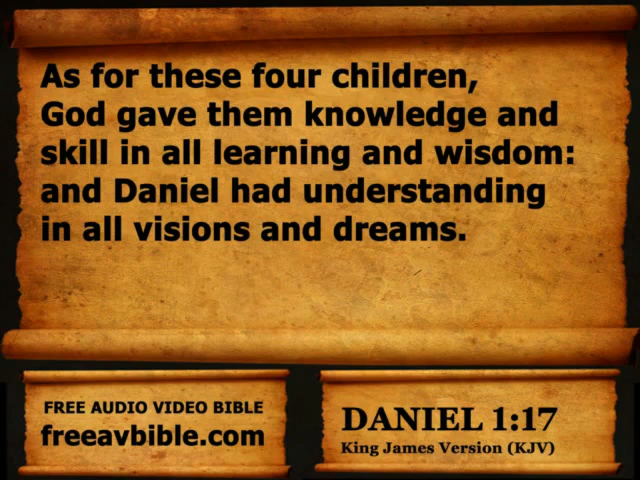 As for these four children,
God gave them knowledge and
skill in all learning and wisdom:
and Daniel had understanding
in all visions and dreams.
FREE AUDIO VIDEO BIBLE
freeavbible.com
DANIEL 1:17
King James Version (KJV)